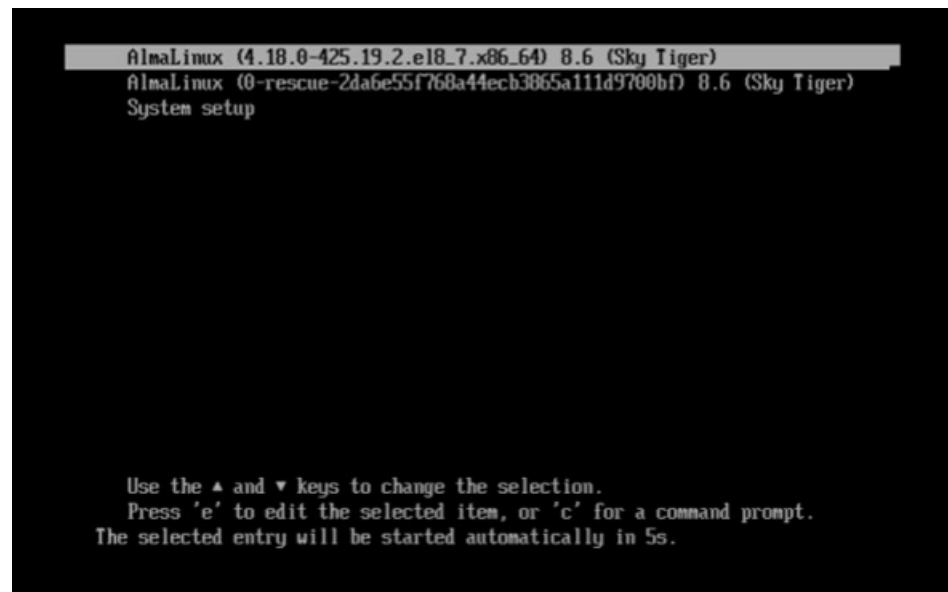 AlmaLinux (4.18.0-425.19.2.el8_7.x86_64) 8.6 (Sky Tiger)
AlmaLinux (0-rescue-2da6e55f768a44ecb3865a111d9700bf) 8.6 (Sky Tiger)
System setup
Use the ▲ and ▼ keys to change the selection.
Press 'e' to edit the selected item, or 'c' for a command prompt.
The selected entry will be started automatically in 5s.